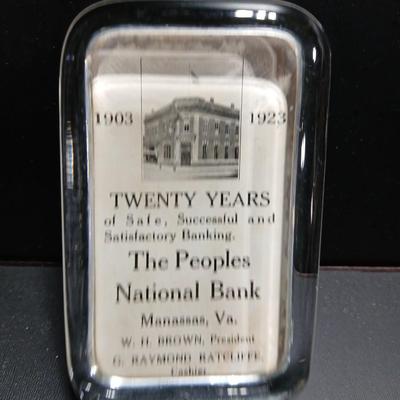 1903 1923
TWENTY YEARS
of Safe, Successful and
Satisfactory Banking.
The Peoples
National Bank
Manassas, Va.
W. H. BROWN, President
G. RAYMOND RATCLIFFE,
Cashier